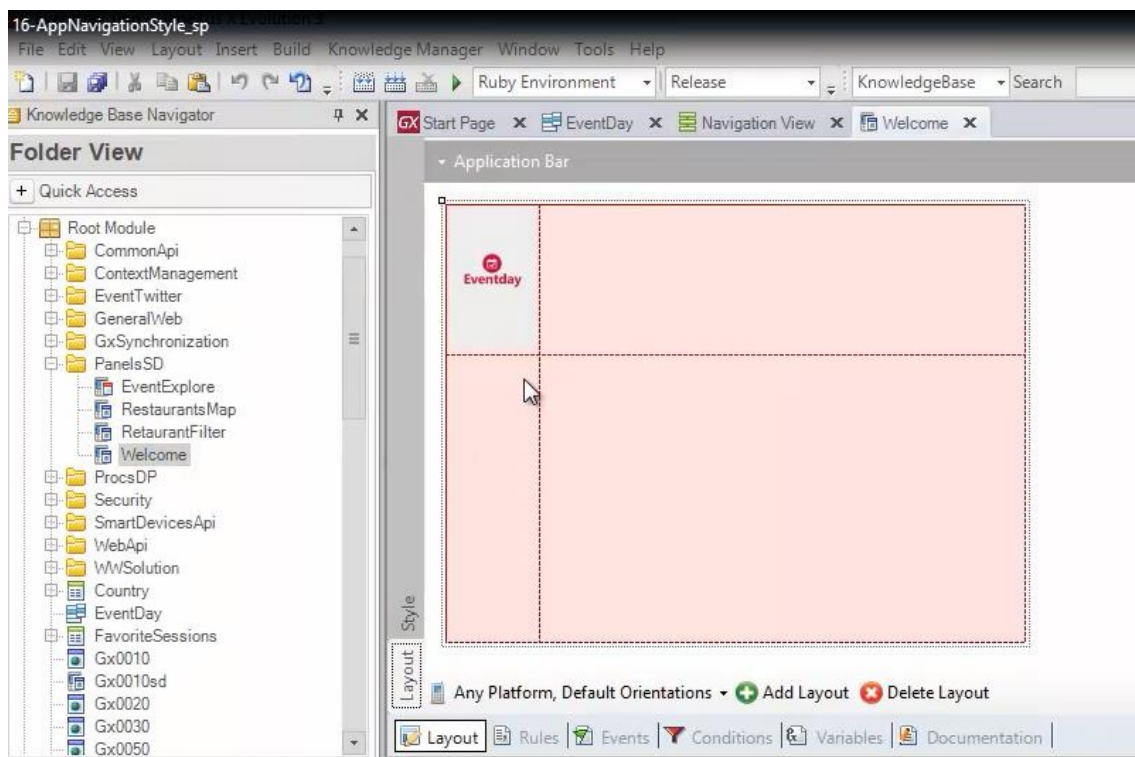 16-AppNavigationStyle_sp
File Edit View Layout Insert Build Knowledge Manager Window Tools Help
Ruby Environment Release KnowledgeBase Search
Knowledge Base Navigator
Start Page EventDay Navigation View Welcome
Folder View
Application Bar
+ Quick Access
Root Module
CommonApi
ContextManagement
EventTwitter
GeneralWeb
GxSynchronization
PanelsSD
EventExplore
RestaurantsMap
RetaurantFilter
Welcome
ProcsDP
Security
SmartDevicesApi
WebApi
WWSolution
Country
EventDay
FavoriteSessions
Gx0010
Gx0010sd
Gx0020
Gx0030
Gx0050
Eventday
Style
Layout
Any Platform, Default Orientations Add Layout Delete Layout
Layout Rules Events Conditions Variables Documentation